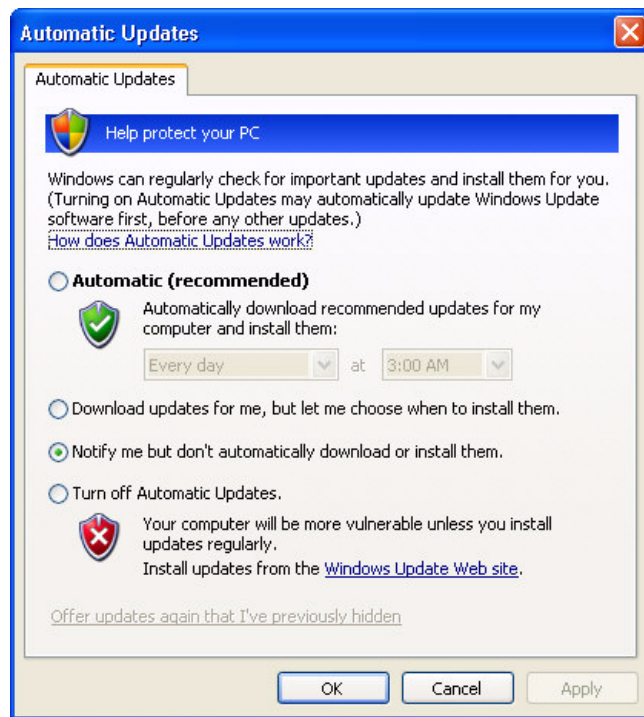 Automatic Updates
Automatic Updates
Help protect your PC
Windows can regularly check for important updates and install them for you.
(Turning on Automatic Updates may automatically update Windows Update
software first, before any other updates.)
How does Automatic Updates work?
Automatic (recommended)
Automatically download recommended updates for my
computer and install them:
Every day at 3:00 AM
Download updates for me, but let me choose when to install them.
Notify me but don't automatically download or install them.
Turn off Automatic Updates.
Your computer will be more vulnerable unless you install
updates regularly.
Install updates from the Windows Update Web site.
Offer updates again that I've previously hidden
OK Cancel Apply